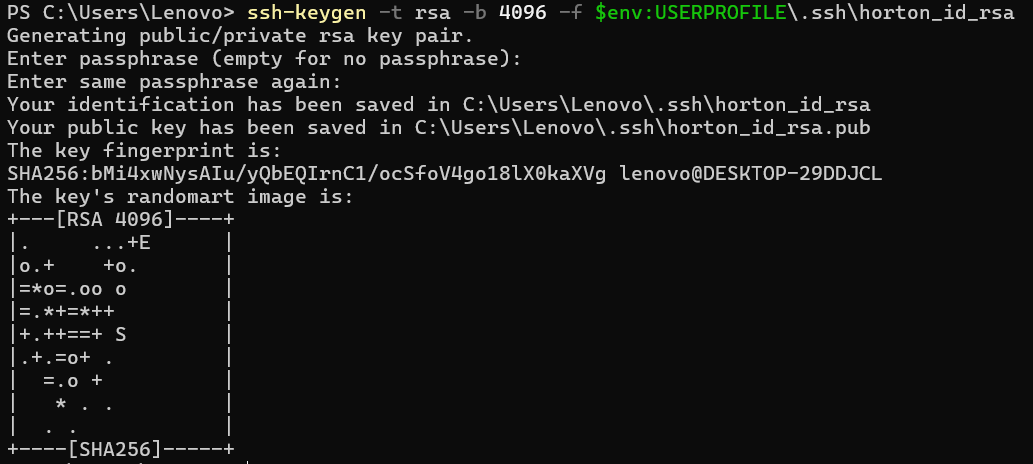 PS C:\Users\Lenovo> ssh-keygen -t rsa -b 4096 -f $env:USERPROFILE\.ssh\horton_id_rsa
Generating public/private rsa key pair.
Enter passphrase (empty for no passphrase):
Enter same passphrase again:
Your identification has been saved in C:\Users\Lenovo\.ssh\horton_id_rsa
Your public key has been saved in C:\Users\Lenovo\.ssh\horton_id_rsa.pub
The key fingerprint is:
SHA256:bMi4xwNysAIu/yQbEQIrnC1/ocSfoV4go18lX0kaXVg lenovo@DESKTOP-29DDJCL
The key's randomart image is:
+---[RSA 4096]----+
|.     ...+E      |
|o.+    +o.       |
|=*o=.oo o        |
|=.*+=*++         |
|+.++==+ S        |
|.+.=o+ .         |
|  =.o +          |
|   * . .         |
|  . .            |
+----[SHA256]-----+